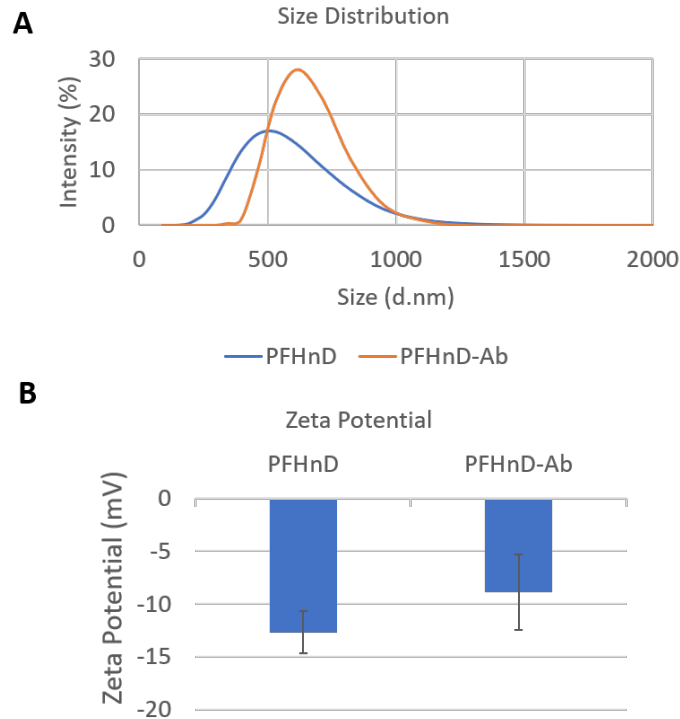 A
Size Distribution
Intensity (%)
30
20
10
0
0 500 1000 1500 2000
Size (d.nm)
PFHnD PFHnD-Ab
B
Zeta Potential
PFHnD PFHnD-Ab
Zeta Potential (mV)
0
-5
-10
-15
-20